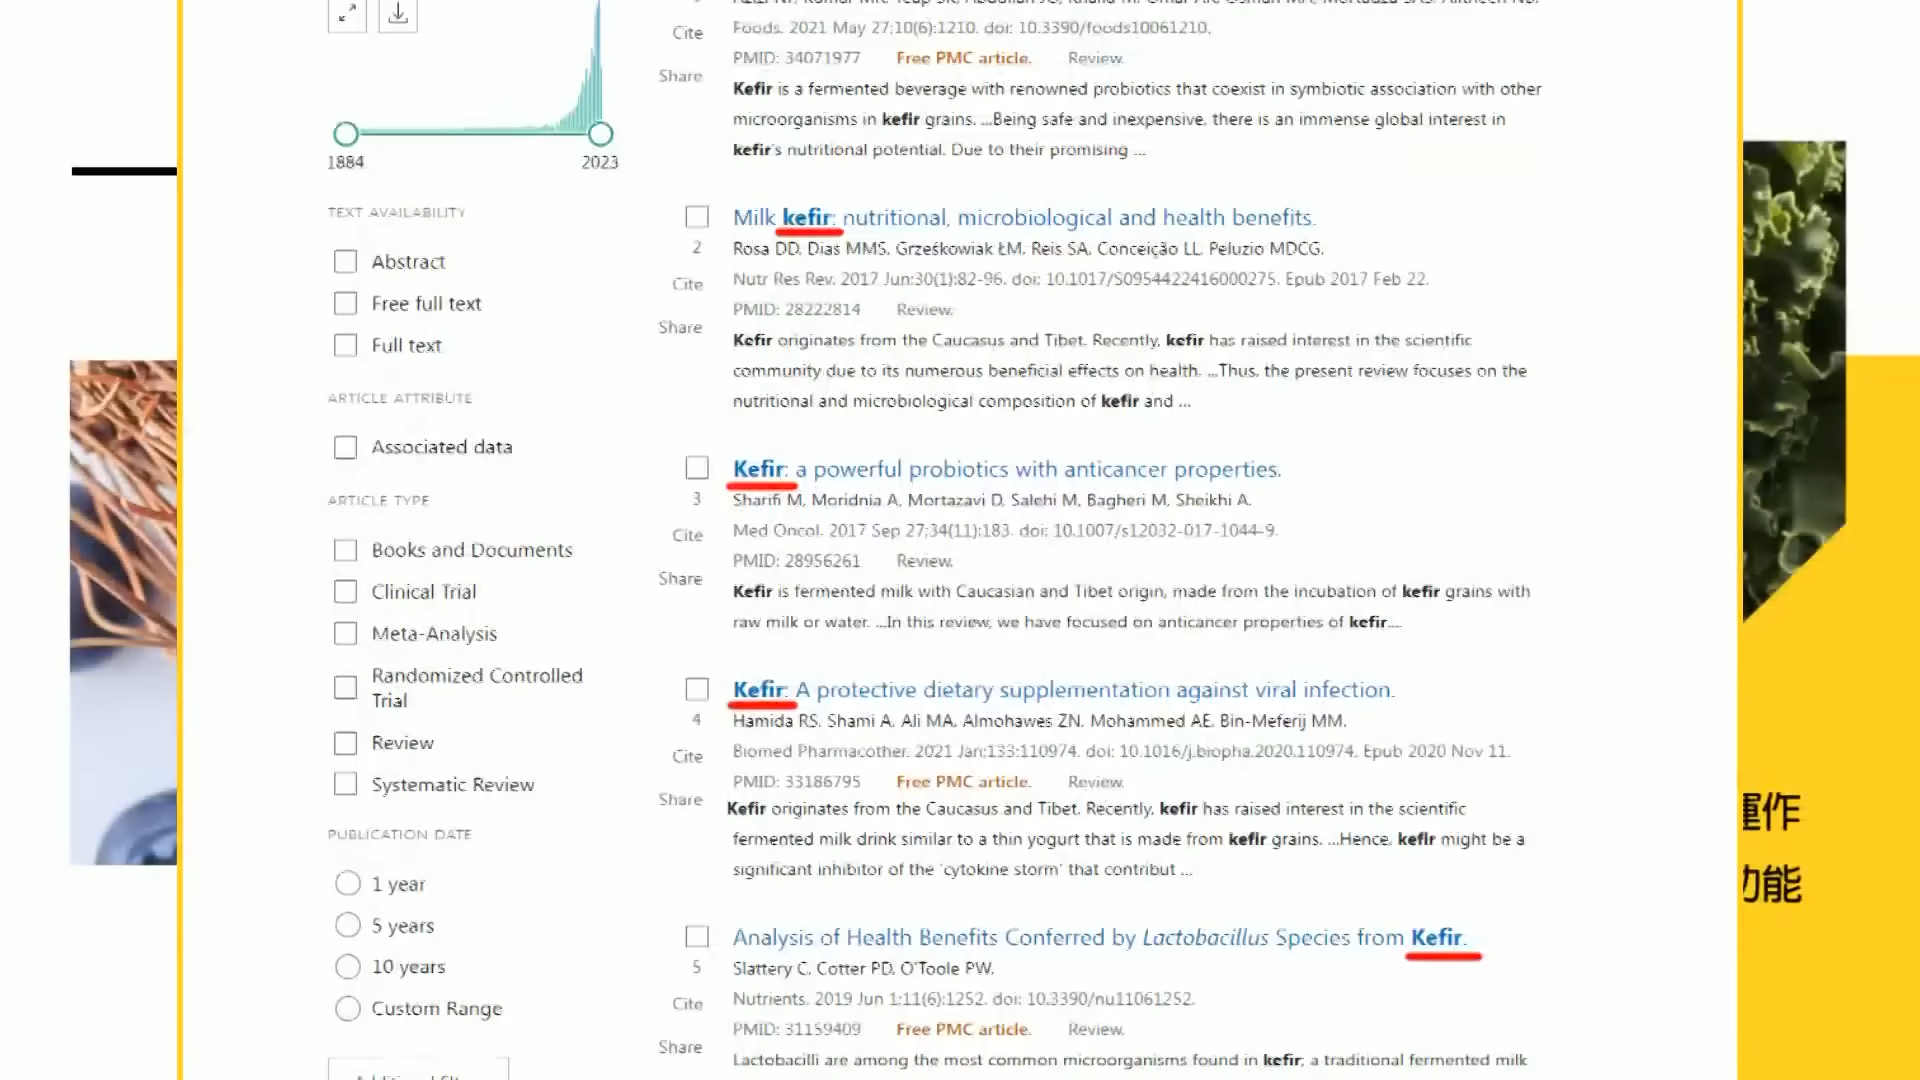 1884
2023
TEXT AVAILABILITY
Abstract
Free full text
Full text
ARTICLE ATTRIBUTE
Associated data
ARTICLE TYPE
Books and Documents
Clinical Trial
Meta-Analysis
Randomized Controlled
Trial
Review
Systematic Review
PUBLICATION DATE
1 year
5 years
10 years
Custom Range
Cite
Foods. 2021 May 27;10(6):1210. doi: 10.3390/foods10061210.
PMID: 34071977 Free PMC article. Review.
Share
Kefir is a fermented beverage with renowned probiotics that coexist in symbiotic association with other
microorganisms in kefir grains. ...Being safe and inexpensive, there is an immense global interest in
kefir's nutritional potential. Due to their promising ...
Milk kefir: nutritional, microbiological and health benefits.
2
Rosa DD, Dias MMS, Grześkowiak ŁM, Reis SA, Conceição LL, Peluzio MDCG.
Cite
Nutr Res Rev. 2017 Jun;30(1):82-96. doi: 10.1017/S0954422416000275. Epub 2017 Feb 22.
PMID: 28222814 Review.
Share
Kefir originates from the Caucasus and Tibet. Recently, kefir has raised interest in the scientific
community due to its numerous beneficial effects on health. ...Thus, the present review focuses on the
nutritional and microbiological composition of kefir and ...
Kefir: a powerful probiotics with anticancer properties.
3
Sharifi M, Moridnia A, Mortazavi D, Salehi M, Bagheri M, Sheikhi A.
Cite
Med Oncol. 2017 Sep 27;34(11):183. doi: 10.1007/s12032-017-1044-9.
PMID: 28956261 Review.
Share
Kefir is fermented milk with Caucasian and Tibet origin, made from the incubation of kefir grains with
raw milk or water. ...In this review, we have focused on anticancer properties of kefir....
Kefir: A protective dietary supplementation against viral infection.
4
Hamida RS, Shami A, Ali MA, Almohawes ZN, Mohammed AE, Bin-Meferij MM.
Cite
Biomed Pharmacother. 2021 Jan;133:110974. doi: 10.1016/j.biopha.2020.110974. Epub 2020 Nov 11.
PMID: 33186795 Free PMC article. Review.
Share
Kefir originates from the Caucasus and Tibet. Recently, kefir has raised interest in the scientific
fermented milk drink similar to a thin yogurt that is made from kefir grains. ...Hence, kefir might be a
significant inhibitor of the 'cytokine storm' that contribut ...
Analysis of Health Benefits Conferred by Lactobacillus Species from Kefir.
5
Slattery C, Cotter PD, O'Toole PW.
Cite
Nutrients. 2019 Jun 1;11(6):1252. doi: 10.3390/nu11061252.
PMID: 31159409 Free PMC article. Review.
Share
Lactobacilli are among the most common microorganisms found in kefir; a traditional fermented milk
運作
功能